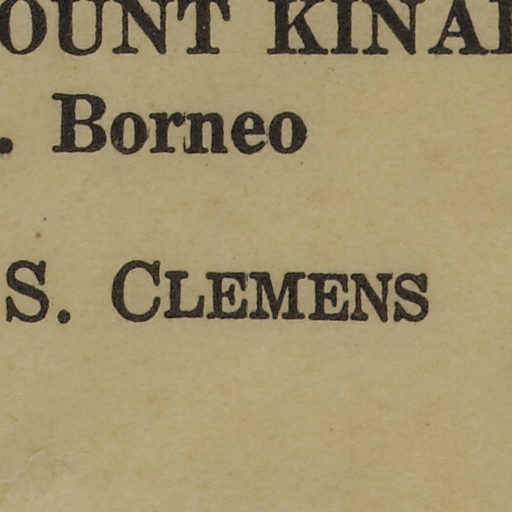 OUNT KINA
. Borneo
S. CLEMENS